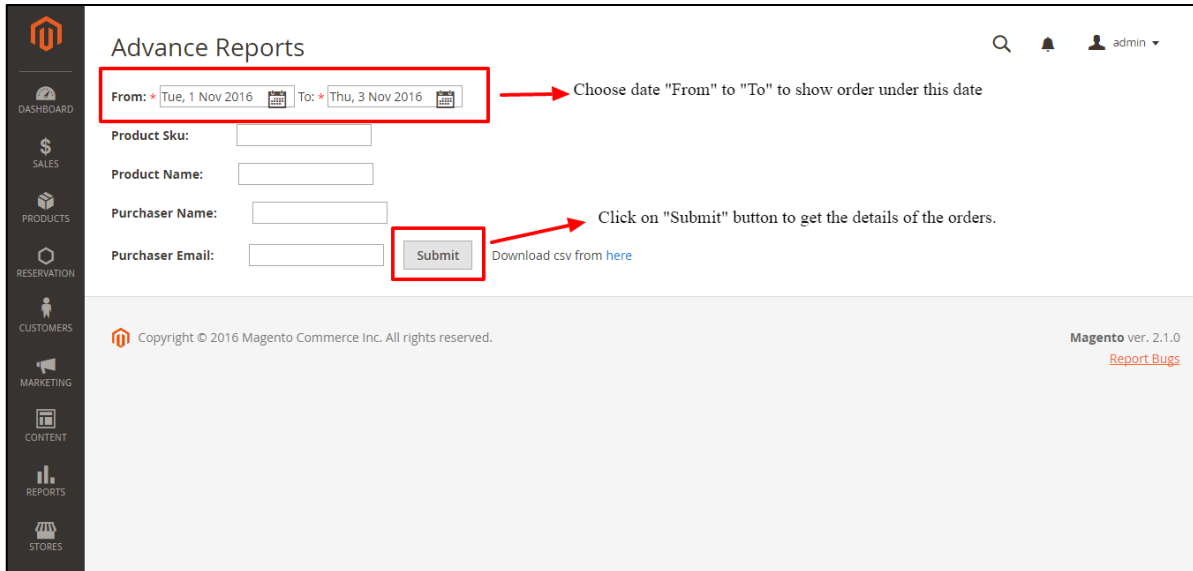 Advance Reports
admin
From: * Tue, 1 Nov 2016 To: * Thu, 3 Nov 2016
Choose date "From" to "To" to show order under this date
Product Sku:
Product Name:
Purchaser Name:
Click on "Submit" button to get the details of the orders.
Purchaser Email:
Submit
Download csv from here
DASHBOARD
$
SALES
PRODUCTS
RESERVATION
CUSTOMERS
MARKETING
CONTENT
REPORTS
STORES
Copyright © 2016 Magento Commerce Inc. All rights reserved.
Magento ver. 2.1.0
Report Bugs